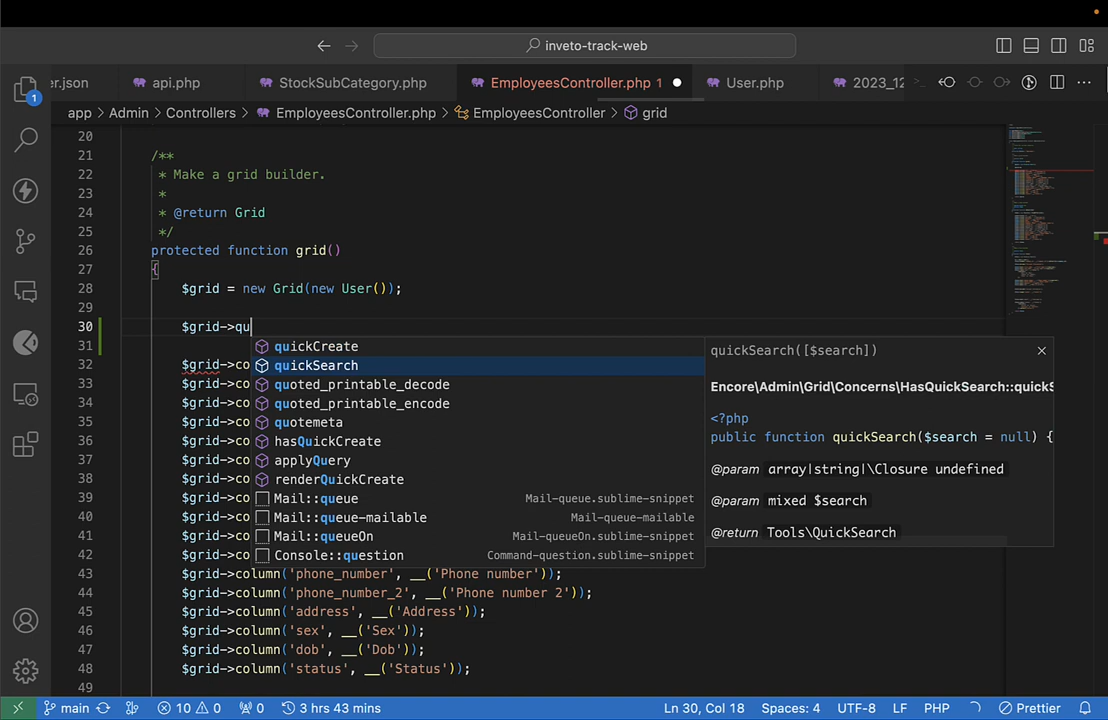 inveto-track-web
er.json api.php StockSubCategory.php EmployeesController.php 1 User.php 2023_12
app > Admin > Controllers > EmployeesController.php > EmployeesController > grid
1
20
21 /**
22 * Make a grid builder.
23 *
24 * @return Grid
25 */
26 protected function grid()
27 {
28 $grid = new Grid(new User());
29
30 $grid->qu
31 quickCreate quickSearch([$search])
32 $grid->co quickSearch
33 $grid->co quoted_printable_decode Encore\Admin\Grid\Concerns\HasQuickSearch::quickS
34 $grid->co quoted_printable_encode <?php
35 $grid->co quotemeta public function quickSearch($search = null) {
36 $grid->co hasQuickCreate
37 $grid->co applyQuery @param array|string|\Closure undefined
38 $grid->co renderQuickCreate
39 $grid->co Mail::queue Mail-queue.sublime-snippet @param mixed $search
40 $grid->co Mail::queue-mailable Mail-queue-mailable
41 $grid->co Mail::queueOn Mail-queueOn.sublime-snippet @return Tools\QuickSearch
42 $grid->co Console::question Command-question.sublime-snippet
43 $grid->column('phone_number', __('Phone number'));
44 $grid->column('phone_number_2', __('Phone number 2'));
45 $grid->column('address', __('Address'));
46 $grid->column('sex', __('Sex'));
47 $grid->column('dob', __('Dob'));
48 $grid->column('status', __('Status'));
49
main 10 0 0 3 hrs 43 mins Ln 30, Col 18 Spaces: 4 UTF-8 LF PHP Prettier